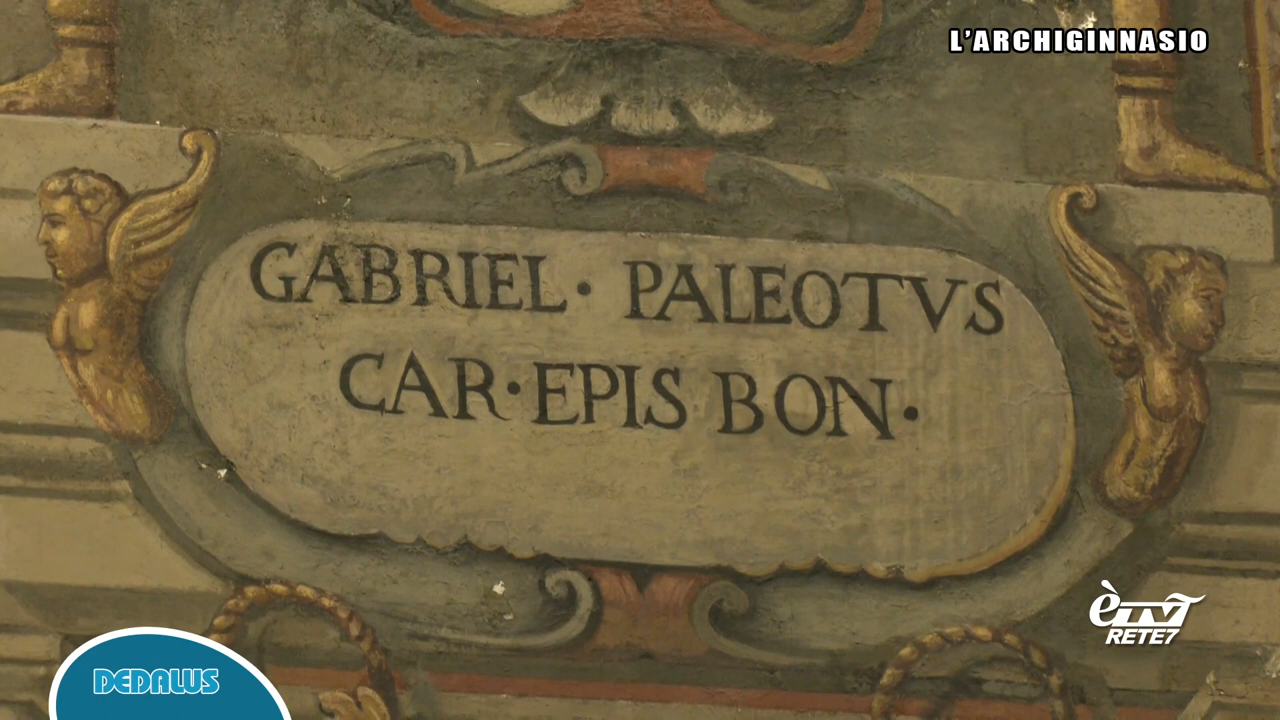 L'ARCHIGINNASIO
GABRIEL · PALEOTVS
CAR · EPIS BON ·
èTV
RETE7
DEDALUS